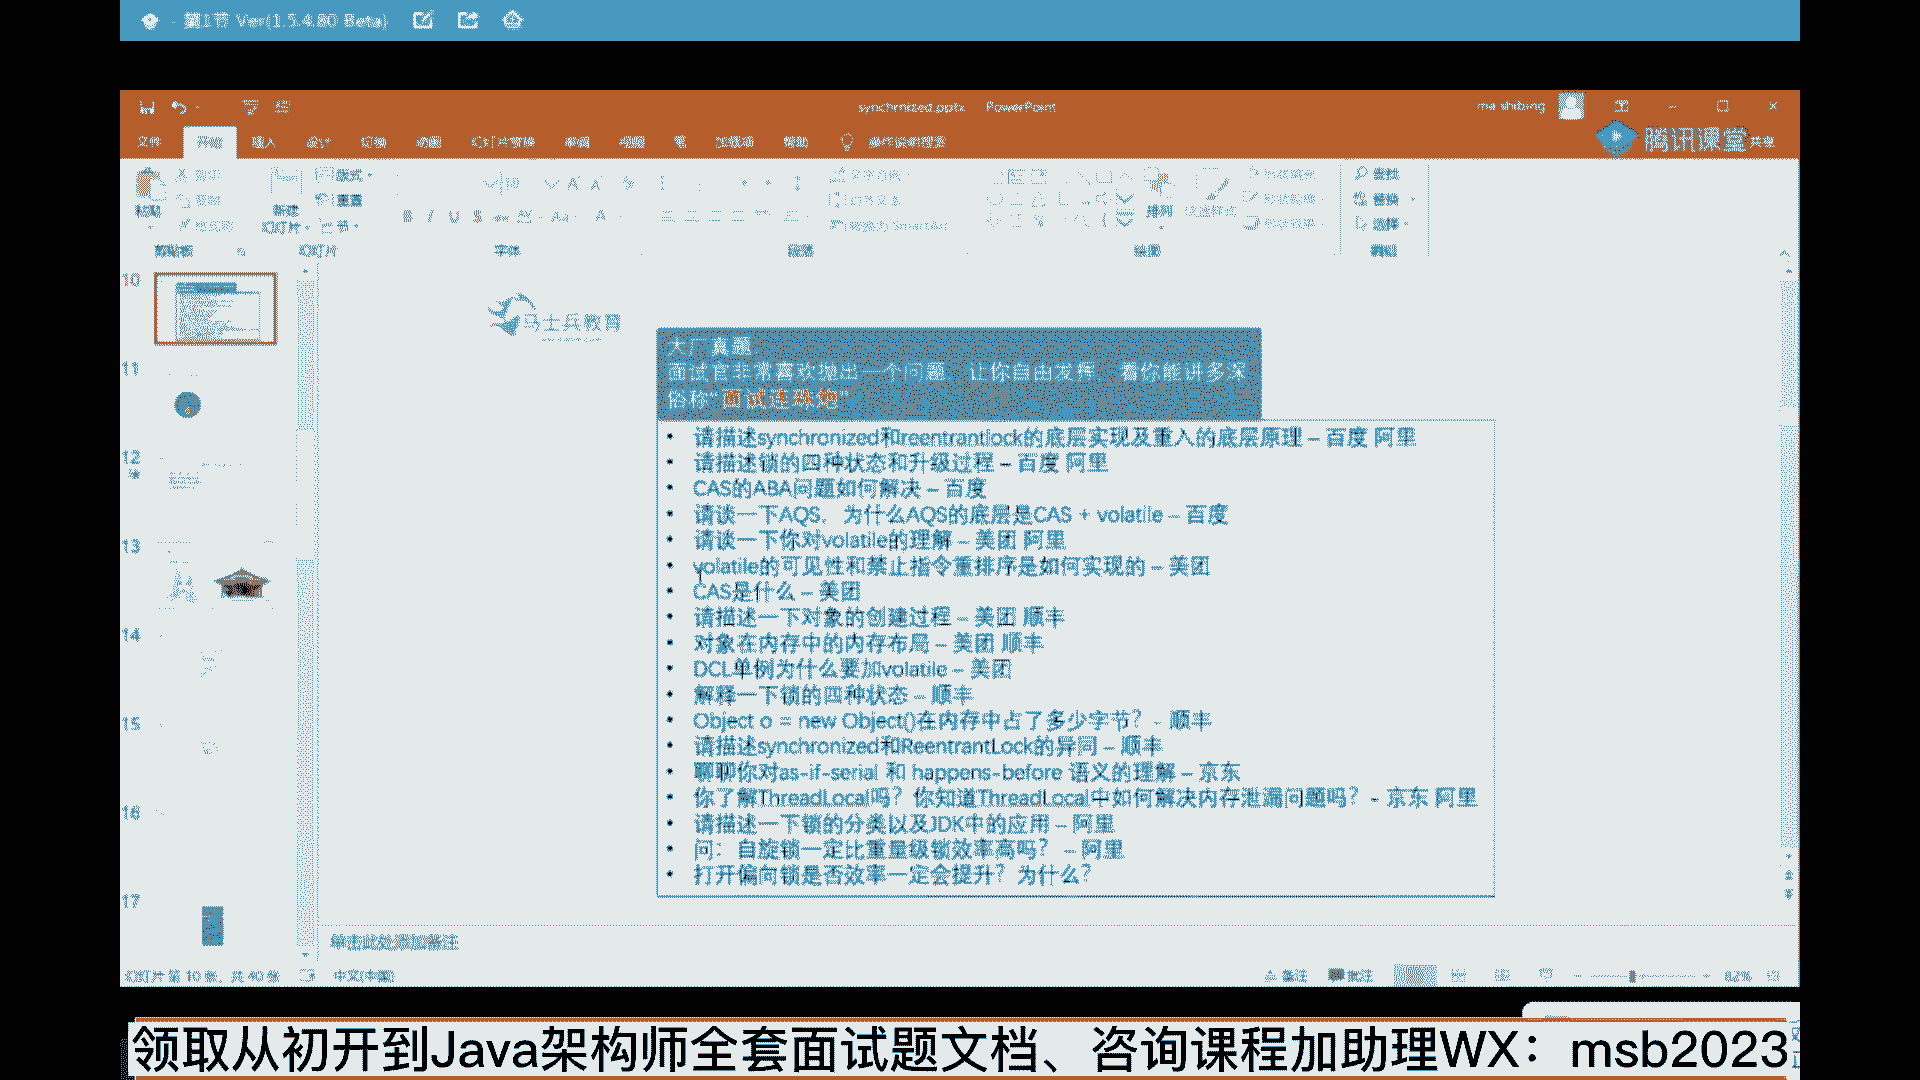 第1节 Ver(1.5.4.80 Beta)
synchrnized.pptx - PowerPoint
ma shibing
文件 开始 插入 设计 切换 动画 幻灯片放映 审阅 视图 笔 加载项 帮助 操作说明搜索
腾讯课堂 共享
粘贴 剪切 新建 版式 重置 节 排列 查找 替换 选择
剪贴板 幻灯片 字体 段落 绘图 编辑
10
11
12
13
14
15
16
17
马士兵教育
大厂真题
面试官非常喜欢抛出一个问题，让你自由发挥，看你能讲多深
俗称“面试连珠炮”
• 请描述synchronized和reentrantlock的底层实现及重入的底层原理 – 百度 阿里
• 请描述锁的四种状态和升级过程 – 百度 阿里
• CAS的ABA问题如何解决 – 百度
• 请谈一下AQS，为什么AQS的底层是CAS + volatile – 百度
• 请谈一下你对volatile的理解 – 美团 阿里
• volatile的可见性和禁止指令重排序是如何实现的 – 美团
• CAS是什么 – 美团
• 请描述一下对象的创建过程 – 美团 顺丰
• 对象在内存中的内存布局 – 美团 顺丰
• DCL单例为什么要加volatile – 美团
• 解释一下锁的四种状态 – 顺丰
• Object o = new Object()在内存中占了多少字节？ - 顺丰
• 请描述synchronized和ReentrantLock的异同 – 顺丰
• 聊聊你对as-if-serial 和 happens-before 语义的理解 – 京东
• 你了解ThreadLocal吗？你知道ThreadLocal中如何解决内存泄漏问题吗？ - 京东 阿里
• 请描述一下锁的分类以及JDK中的应用 – 阿里
• 问：自旋锁一定比重量级锁效率高吗？ – 阿里
• 打开偏向锁是否效率一定会提升？为什么？
单击此处添加备注
幻灯片 第 10 张，共 40 张 中文(中国) 备注 批注 82%
领取从初开到Java架构师全套面试题文档、咨询课程加助理WX：msb2023